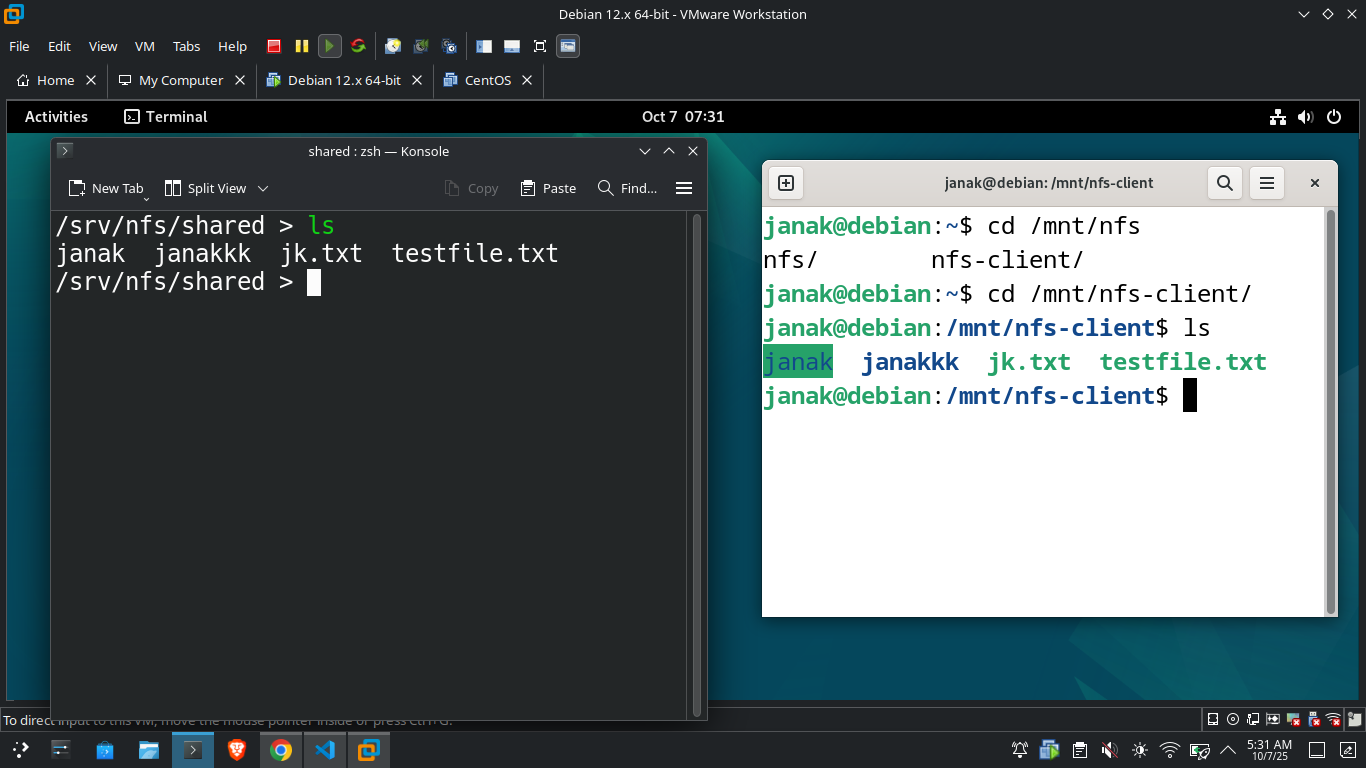 Debian 12.x 64-bit - VMware Workstation
File Edit View VM Tabs Help
Home My Computer Debian 12.x 64-bit CentOS
Activities Terminal Oct 7 07:31
shared : zsh — Konsole
New Tab Split View Copy Paste Find...
/srv/nfs/shared > ls
janak janakkk jk.txt testfile.txt
/srv/nfs/shared >
janak@debian: /mnt/nfs-client
janak@debian:~$ cd /mnt/nfs
nfs/ nfs-client/
janak@debian:~$ cd /mnt/nfs-client/
janak@debian:/mnt/nfs-client$ ls
janak janakkk jk.txt testfile.txt
janak@debian:/mnt/nfs-client$
To direct input to this VM, move the mouse pointer inside or press Ctrl+G.
5:31 AM
10/7/25